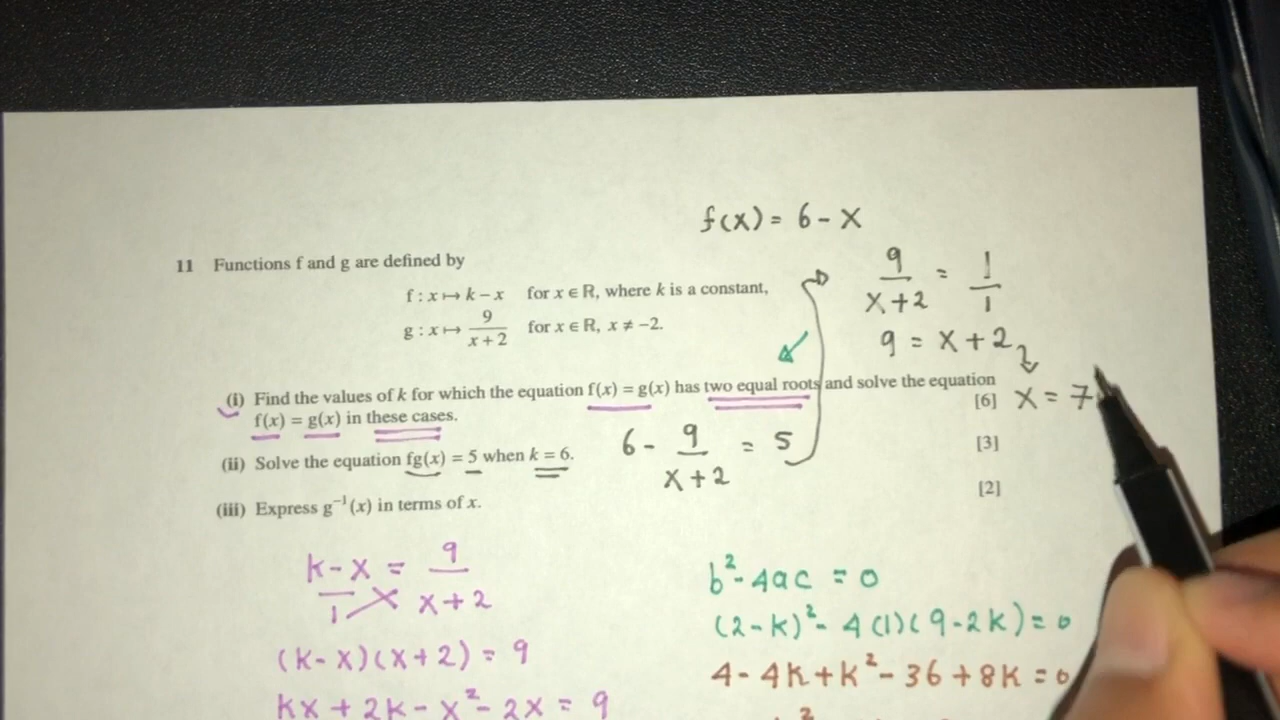 f(x) = 6 - x
11 Functions f and g are defined by
f : x ↦ k − x for x ∈ R, where k is a constant,
g : x ↦ 9/(x + 2) for x ∈ R, x ≠ −2.
9/(x+2) = 1/1
9 = x + 2
x = 7
(i) Find the values of k for which the equation f(x) = g(x) has two equal roots and solve the equation
f(x) = g(x) in these cases. [6]
(ii) Solve the equation fg(x) = 5 when k = 6. [3]
6 - 9/(x+2) = 5
(iii) Express g⁻¹(x) in terms of x. [2]
(k-x)/1 = 9/(x+2)
(k-x)(x+2) = 9
kx + 2k - x² - 2x = 9
b² - 4ac = 0
(2-k)² - 4(1)(9-2k) = 0
4 - 4k + k² - 36 + 8k = 0